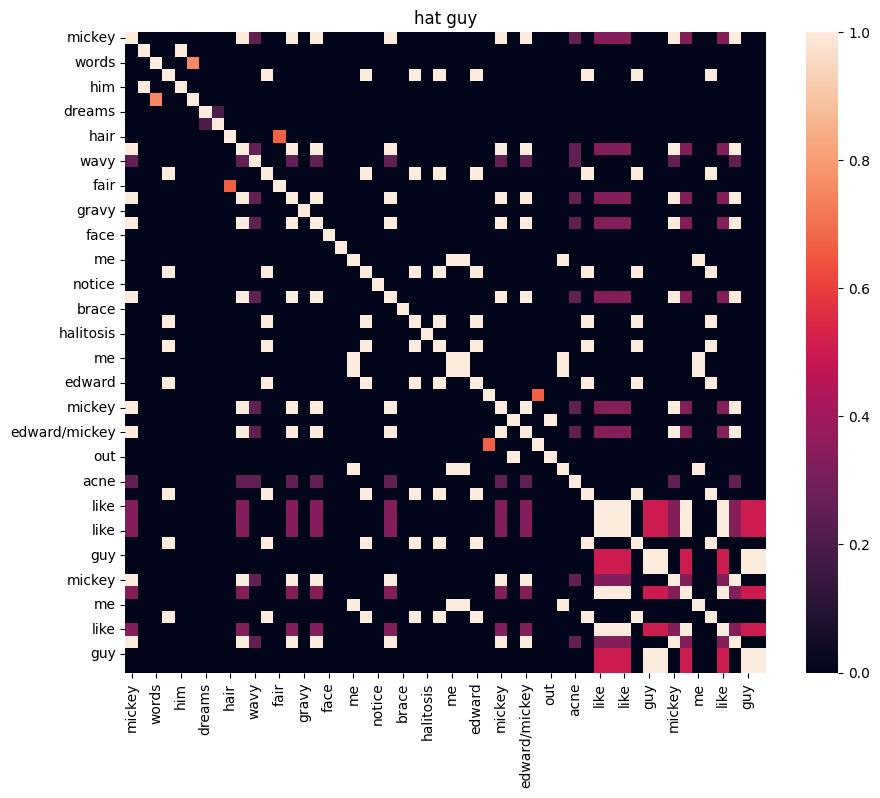 hat guy
mickey
words
him
dreams
hair
wavy
fair
gravy
face
me
notice
brace
halitosis
me
edward
mickey
edward/mickey
out
acne
like
like
guy
mickey
me
like
guy
mickey
words
him
dreams
hair
wavy
fair
gravy
face
me
notice
brace
halitosis
me
edward
mickey
edward/mickey
out
acne
like
like
guy
mickey
me
like
guy
1.0
0.8
0.6
0.4
0.2
0.0